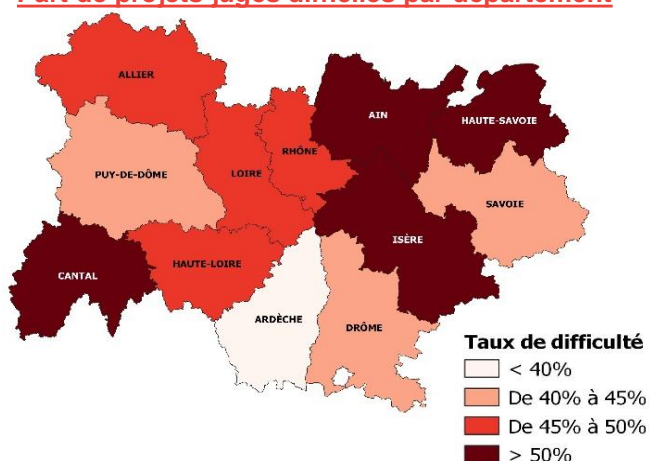 Part de projets jugés difficiles par département
ALLIER
AIN
HAUTE-SAVOIE
RHÔNE
PUY-DE-DÔME
LOIRE
SAVOIE
ISÈRE
HAUTE-LOIRE
CANTAL
ARDÈCHE
DRÔME
Taux de difficulté
< 40%
De 40% à 45%
De 45% à 50%
> 50%